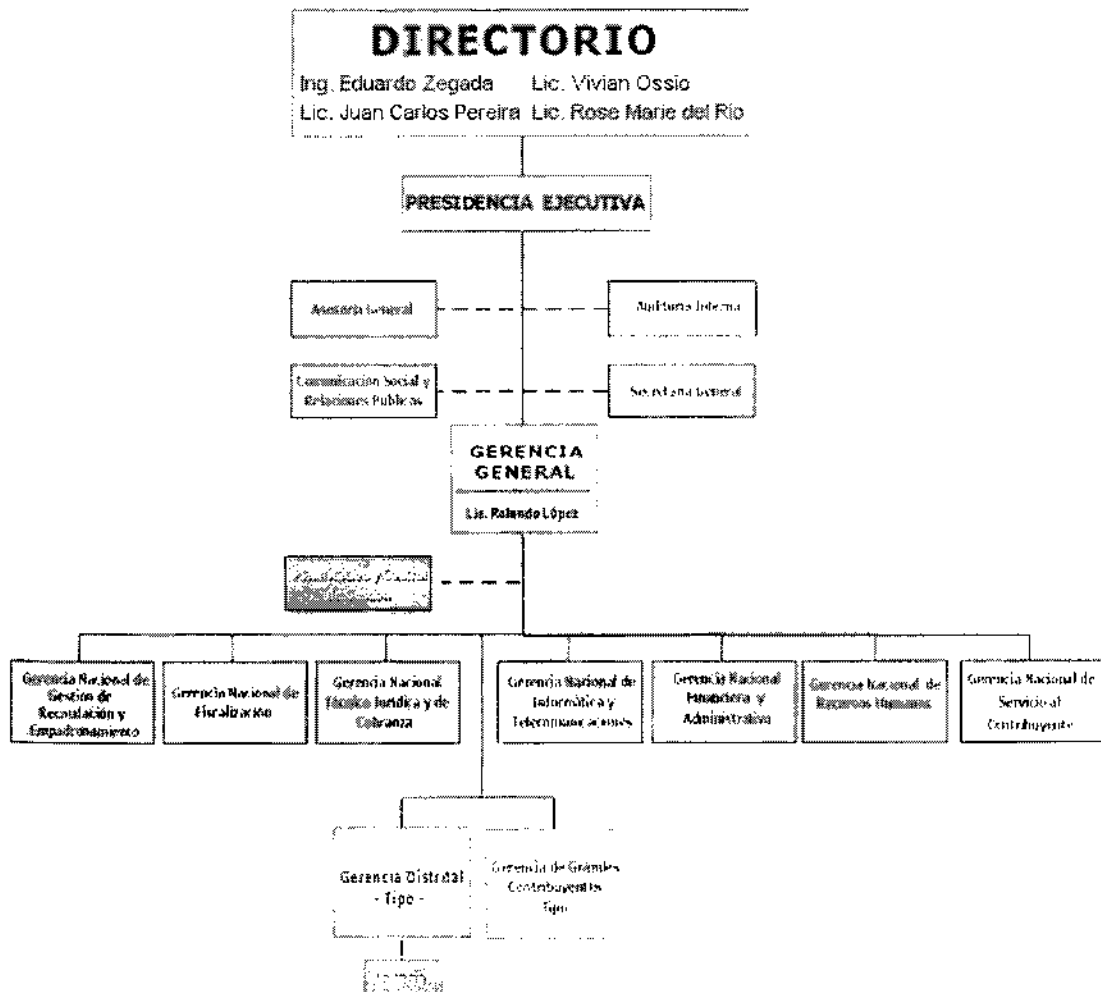 DIRECTORIO
Ing. Eduardo Zegada Lic. Vivian Ossio
Lic. Juan Carlos Pereira Lic. Rose Marie del Rio
PRESIDENCIA EJECUTIVA
Asesoría General
Auditoria Interna
Comunicación Social y
Relaciones Publicas
Secretaria General
GERENCIA
GENERAL
Lic. Rolando López
Gerencia Nacional de
Gestión de
Recaudación y
Empadronamiento
Gerencia Nacional de
Fiscalización
Gerencia Nacional
Técnico Jurídica y de
Cobranza
Gerencia Nacional de
Informática y
Telecomunicaciones
Gerencia Nacional
Financiera y
Administrativa
Gerencia Nacional de
Recursos Humanos
Gerencia Nacional de
Servicio al
Contribuyente
Gerencia Distrital
- Tipo -
Gerencia de Grandes
Contribuyentes
Tipo